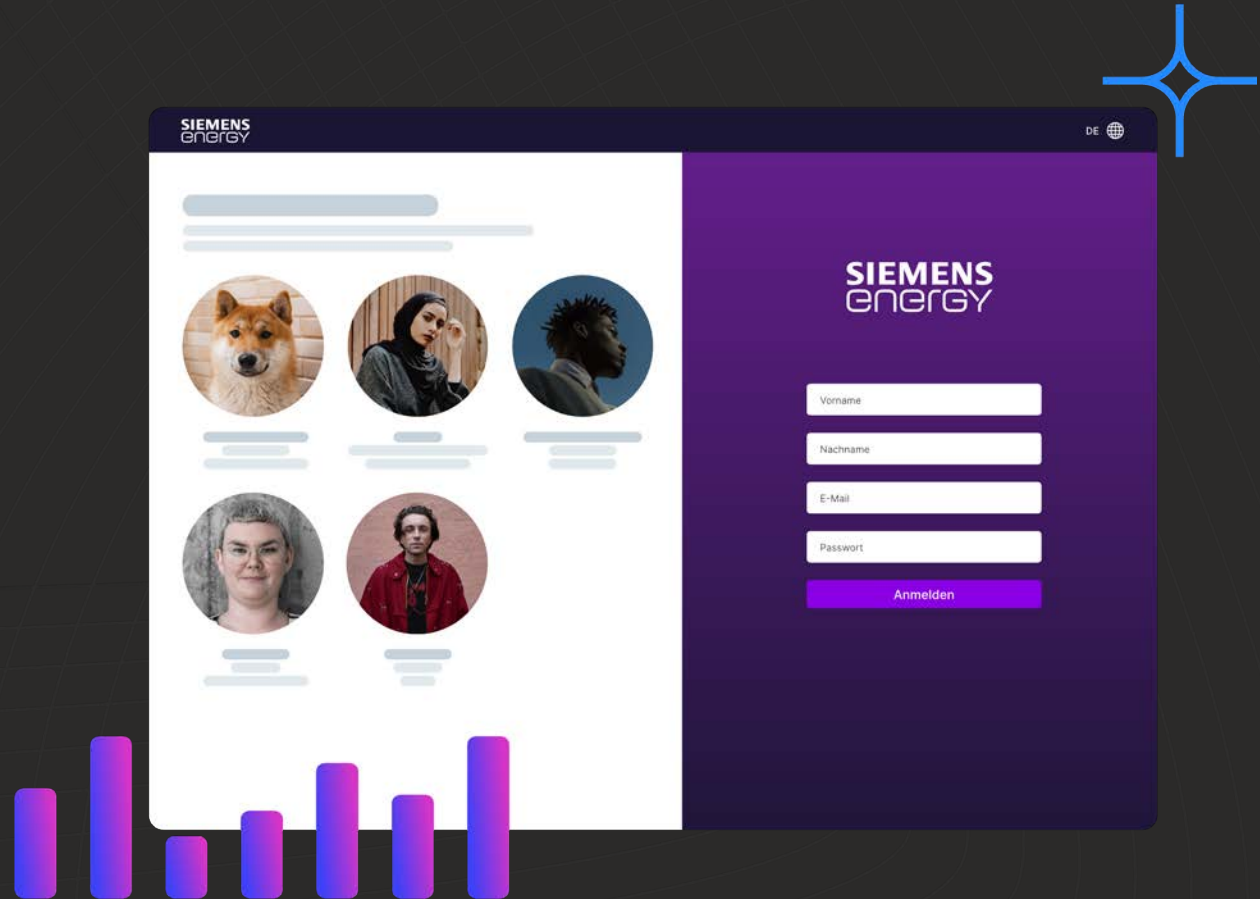 SIEMENS
energy
DE
SIEMENS
energy
Vorname
Nachname
E-Mail
Passwort
Anmelden